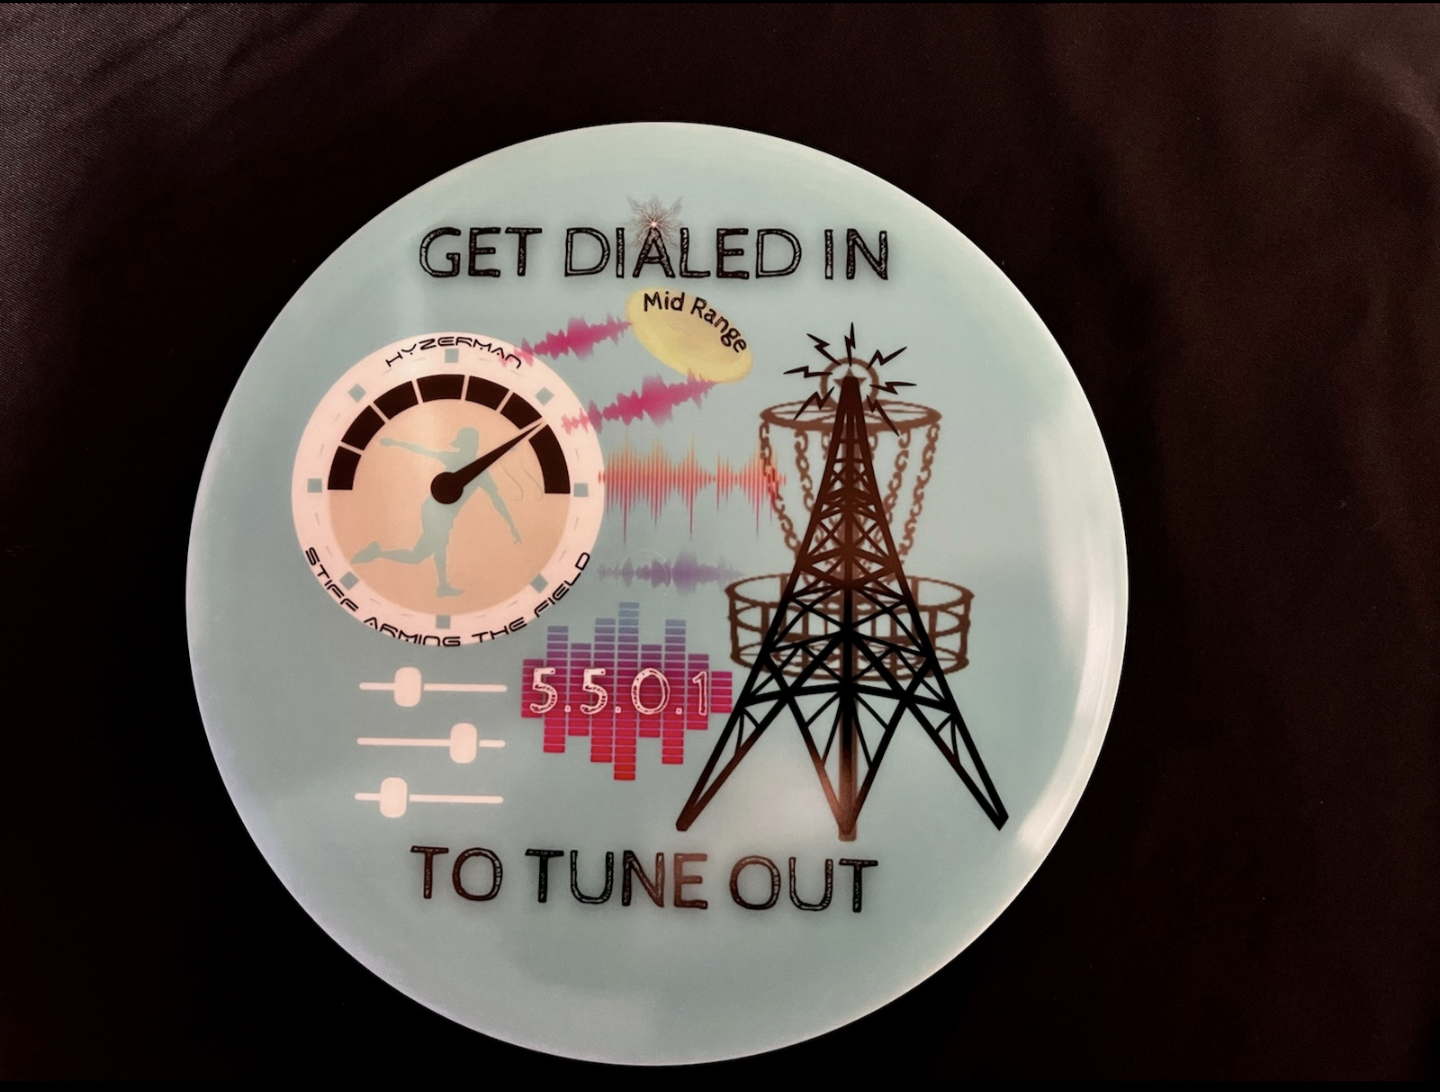 GET DIALED IN
Mid Range
HYZERMAN
STIFF ARMING THE FIELD
5.5.0.1
TO TUNE OUT